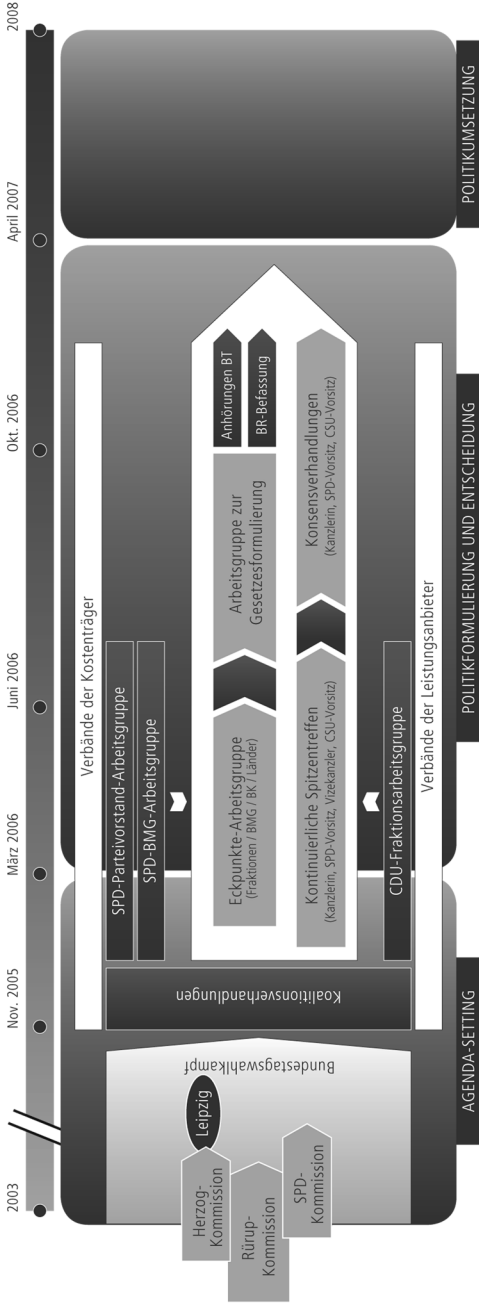 2003
Nov. 2005
März 2006
Juni 2006
Okt. 2006
April 2007
2008
Herzog-
Kommission
Leipzig
Rürup-
Kommission
SPD-
Kommission
Bundestagswahlkampf
Koalitionsverhandlungen
Verbände der Kostenträger
SPD-Parteivorstand-Arbeitsgruppe
SPD-BMG-Arbeitsgruppe
Eckpunkte-Arbeitsgruppe
(Fraktionen / BMG / BK / Länder)
Arbeitsgruppe zur
Gesetzesformulierung
Anhörungen BT
BR-Befassung
Kontinuierliche Spitzentreffen
(Kanzlerin, SPD-Vorsitz, Vizekanzler, CSU-Vorsitz)
Konsensverhandlungen
(Kanzlerin, SPD-Vorsitz, CSU-Vorsitz)
CDU-Fraktionsarbeitsgruppe
Verbände der Leistungsanbieter
AGENDA-SETTING
POLITIKFORMULIERUNG UND ENTSCHEIDUNG
POLITIKUMSETZUNG